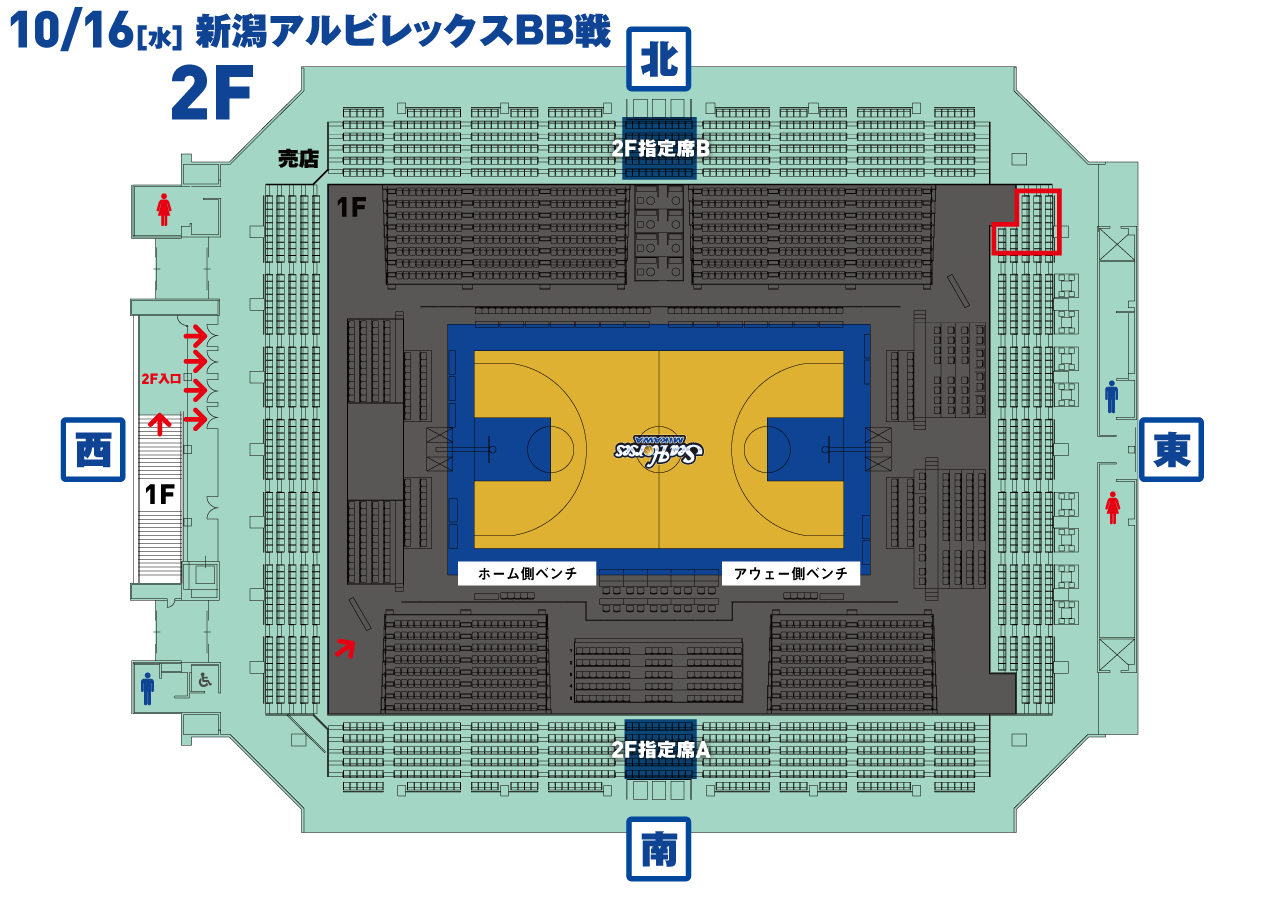 10/16[水] 新潟アルビレックスBB戦
2F
北
2F指定席B
売店
1F
2F入口
西
1F
東
SeaHorses
MIKAWA
ホーム側ベンチ
アウェー側ベンチ
2F指定席A
南